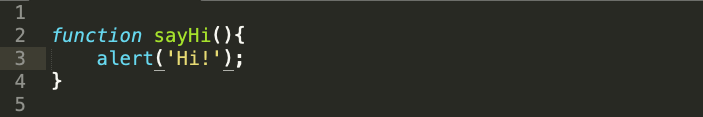 1
2 function sayHi(){
3     alert('Hi!');
4 }
5